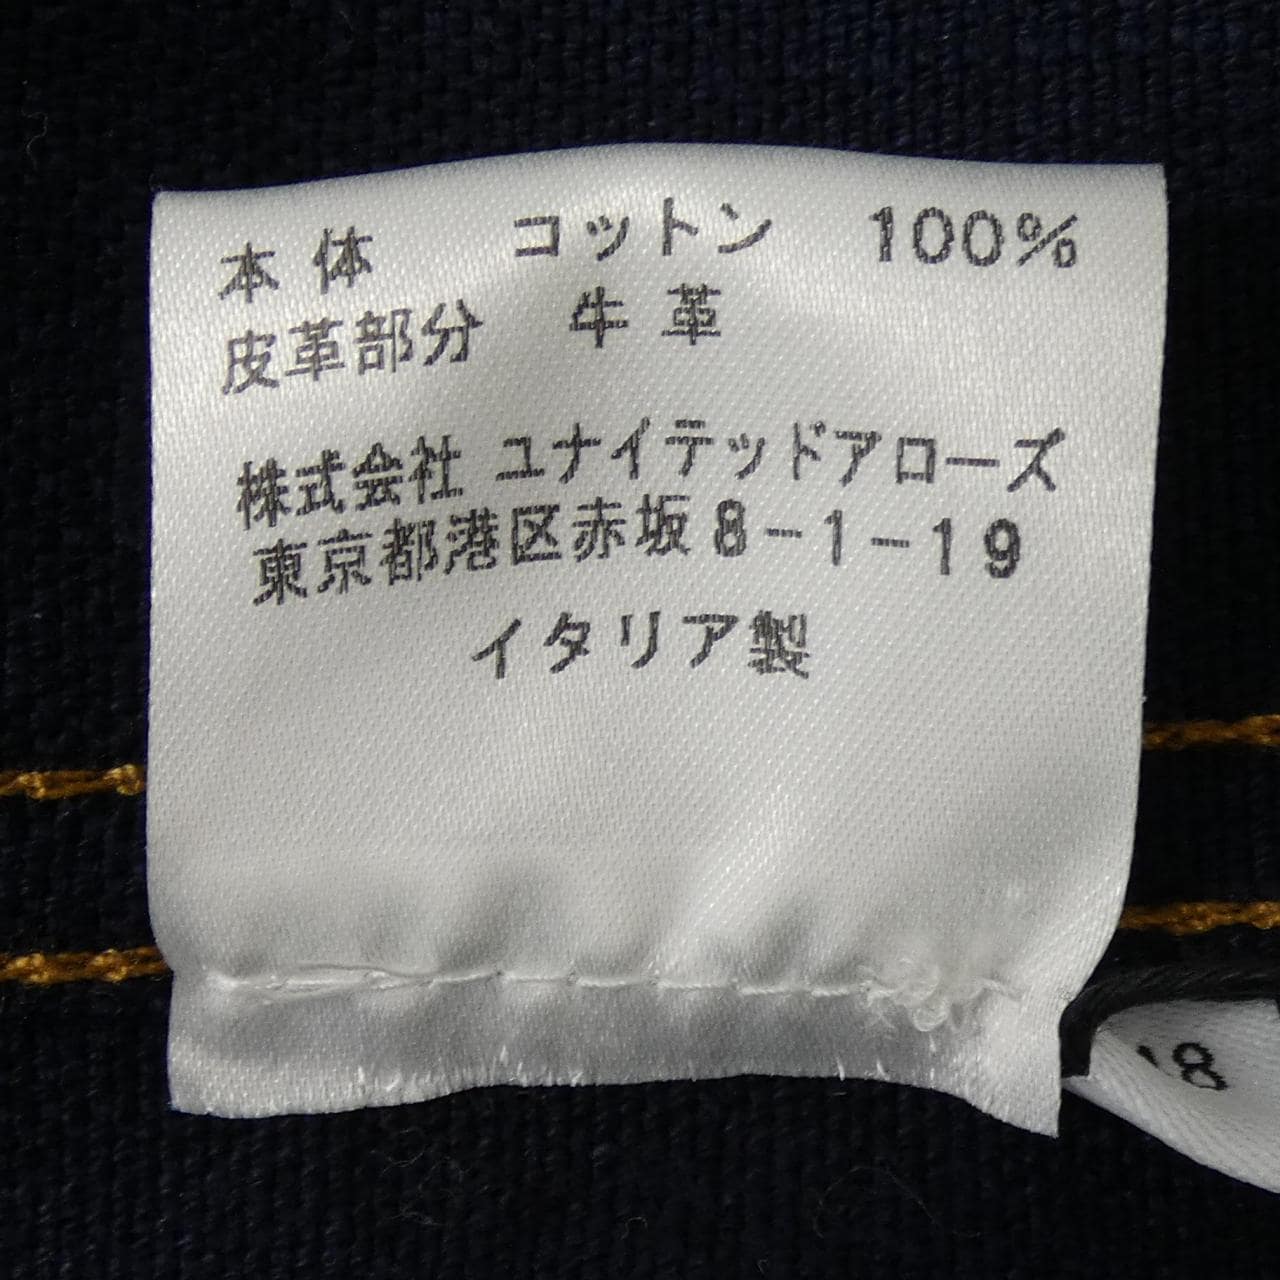 本体 コットン 100%
皮革部分 牛革
株式会社 ユナイテッドアローズ
東京都港区赤坂8-1-19
イタリア製
18